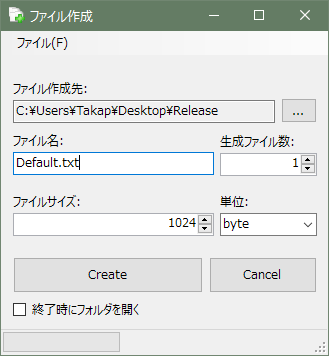 ファイル作成
ファイル(F)
ファイル作成先:
C:¥Users¥Takap¥Desktop¥Release
...
ファイル名:
生成ファイル数:
Default.txt
1
ファイルサイズ:
単位:
1024
byte
Create
Cancel
終了時にフォルダを開く